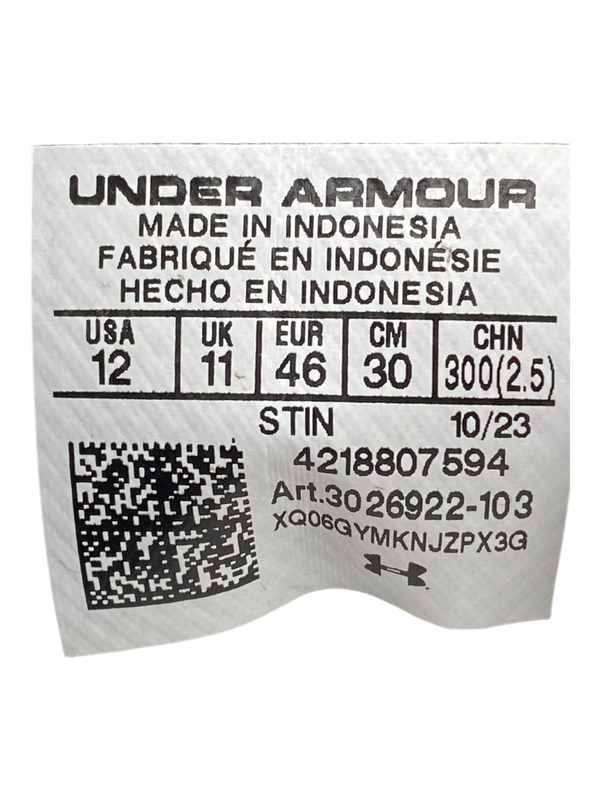 UNDER ARMOUR
MADE IN INDONESIA
FABRIQUÉ EN INDONÉSIE
HECHO EN INDONESIA
USA UK EUR CM CHN
12 11 46 30 300(2.5)
STIN 10/23
4218807594
Art.3026922-103
XQ06GYMKNJZPX3G